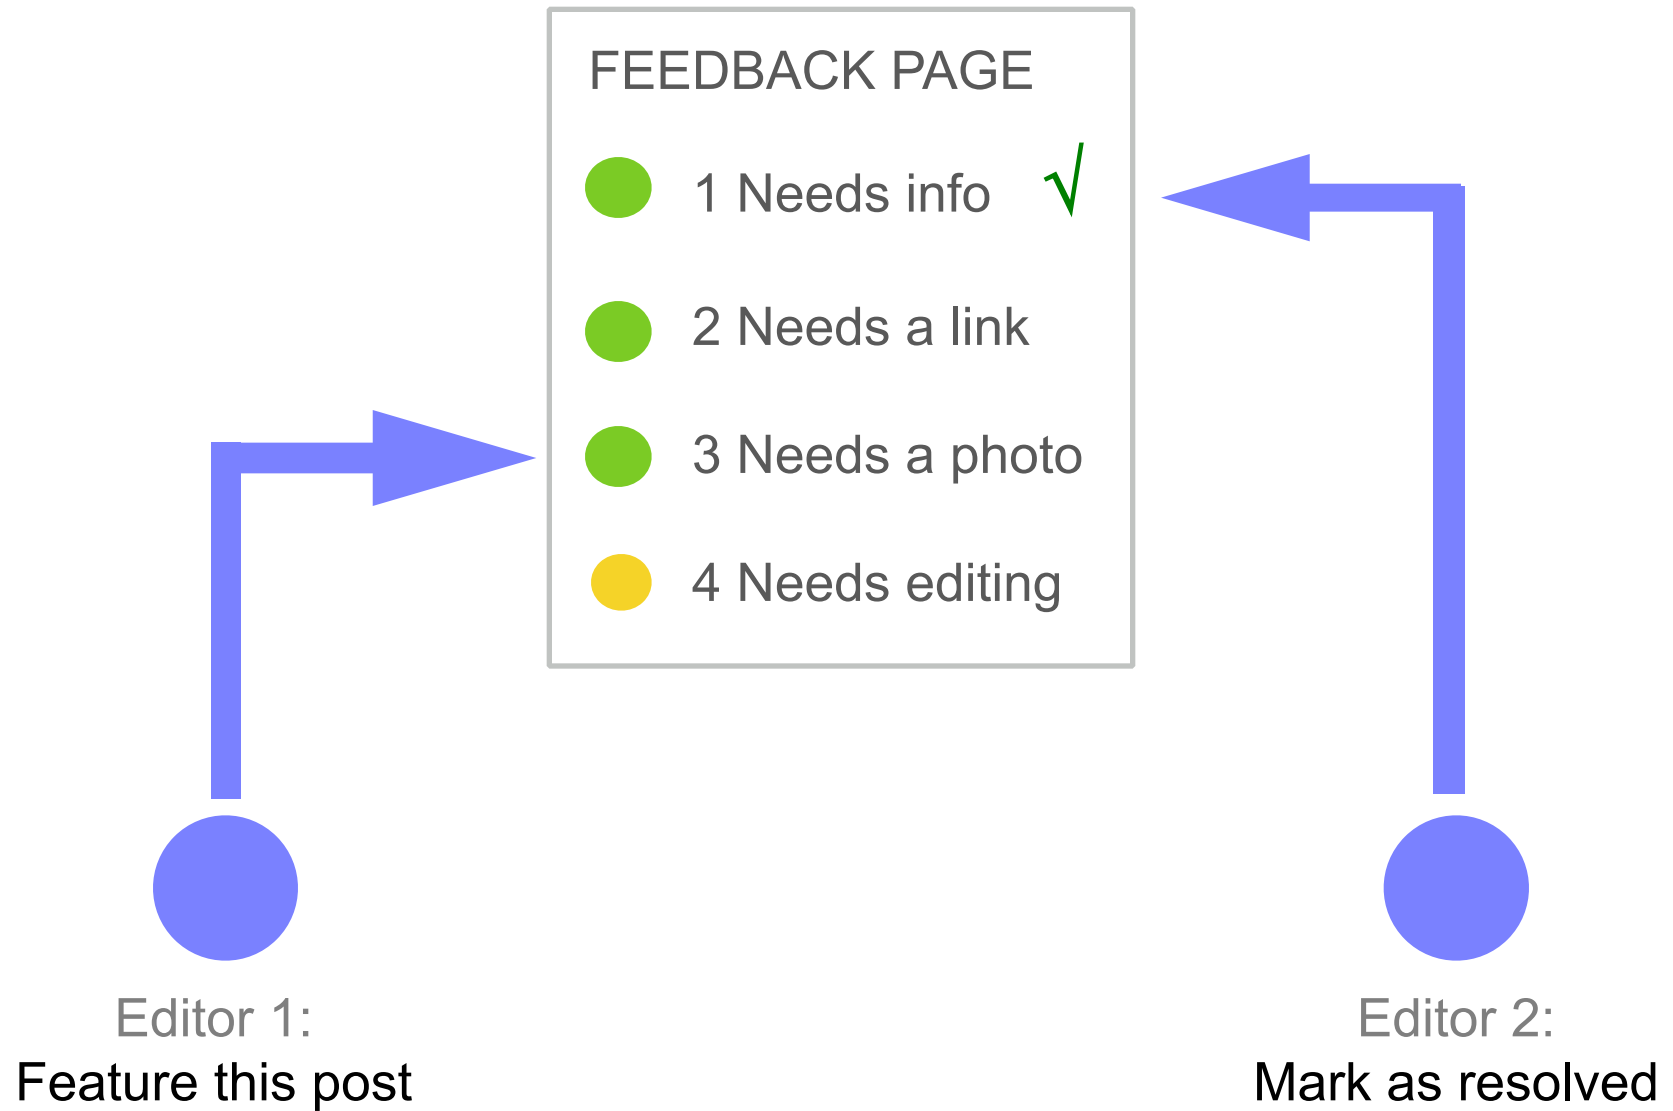 FEEDBACK PAGE
1 Needs info √
2 Needs a link
3 Needs a photo
4 Needs editing
Editor 1:
Feature this post
Editor 2:
Mark as resolved